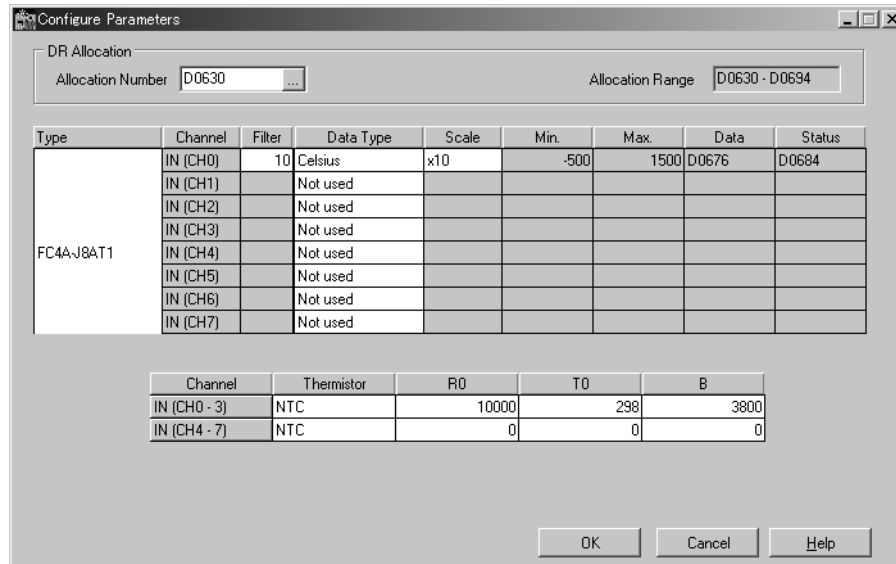 Configure Parameters
DR Allocation
Allocation Number D0630 ... Allocation Range D0630 - D0694
Type Channel Filter Data Type Scale Min. Max. Data Status
IN (CH0) 10 Celsius x10 -500 1500 D0676 D0684
IN (CH1) Not used
IN (CH2) Not used
IN (CH3) Not used
FC4A-J8AT1 IN (CH4) Not used
IN (CH5) Not used
IN (CH6) Not used
IN (CH7) Not used
Channel Thermistor R0 T0 B
IN (CH0 - 3) NTC 10000 298 3800
IN (CH4 - 7) NTC 0 0 0
OK Cancel Help